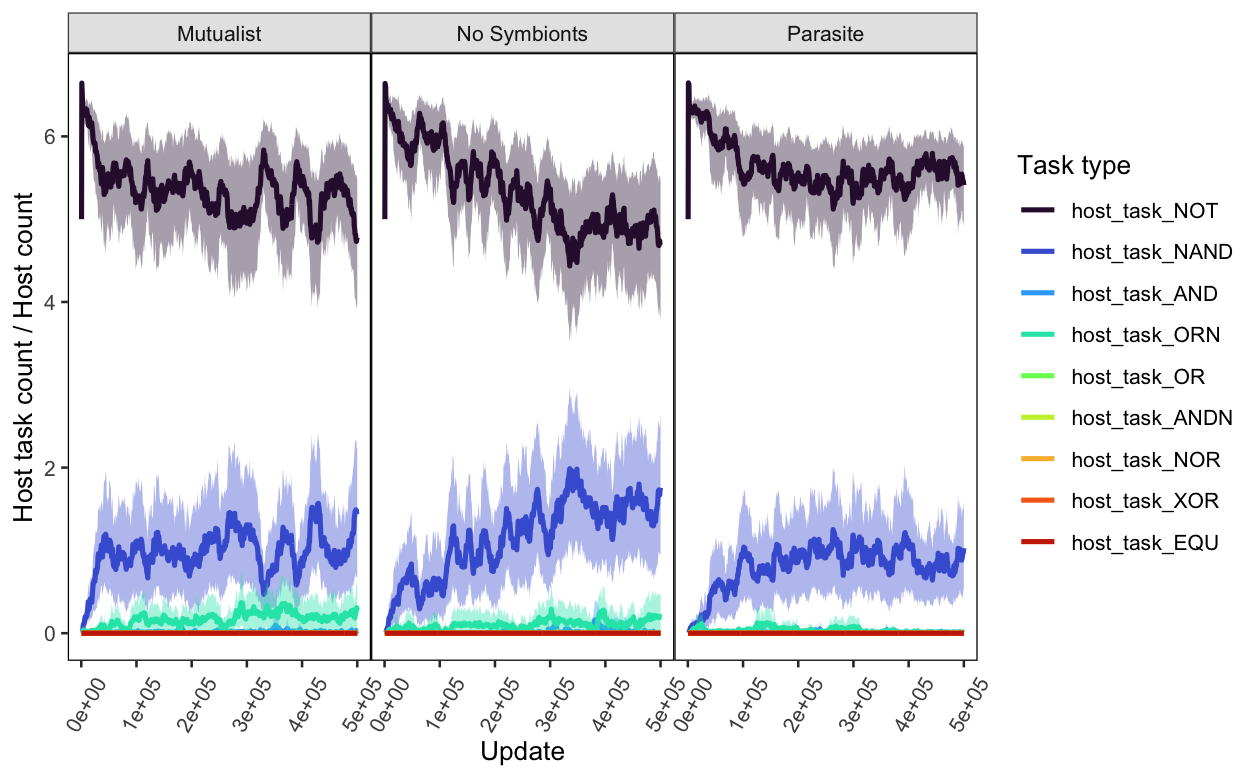 Mutualist
No Symbionts
Parasite
Host task count / Host count
6
4
2
0
0e+00
1e+05
2e+05
3e+05
4e+05
5e+05
0e+00
1e+05
2e+05
3e+05
4e+05
5e+05
0e+00
1e+05
2e+05
3e+05
4e+05
5e+05
Update
Task type
host_task_NOT
host_task_NAND
host_task_AND
host_task_ORN
host_task_OR
host_task_ANDN
host_task_NOR
host_task_XOR
host_task_EQU